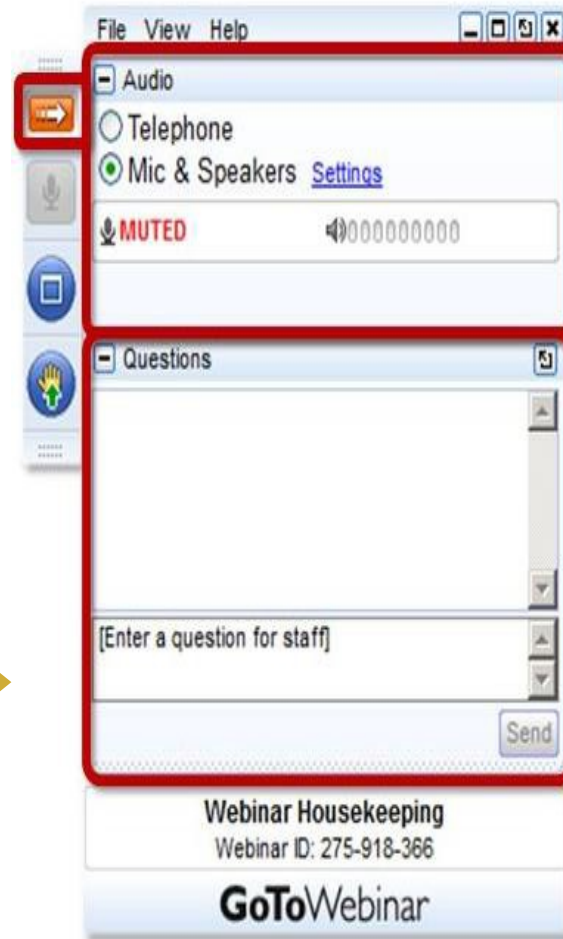 File View Help
Audio
Telephone
Mic & Speakers Settings
MUTED 000000000
Questions
[Enter a question for staff]
Send
Webinar Housekeeping
Webinar ID: 275-918-366
GoToWebinar